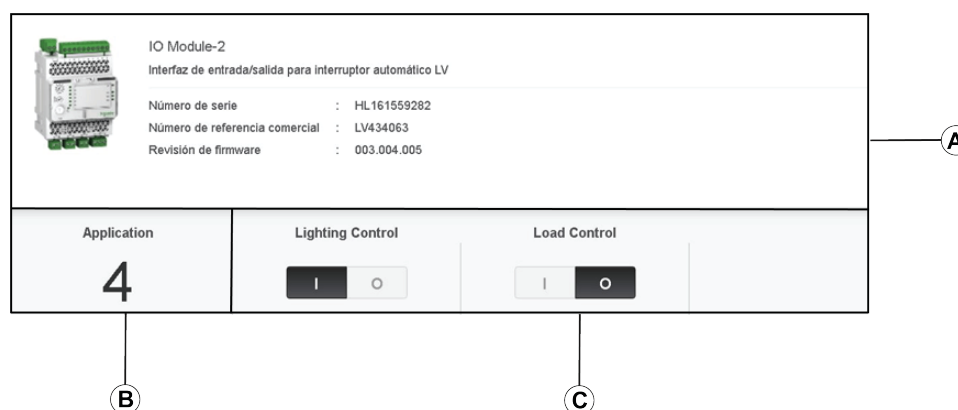 IO Module-2
Interfaz de entrada/salida para interruptor automático LV
Número de serie : HL161559282
Número de referencia comercial : LV434063
Revisión de firmware : 003.004.005
A
Application Lighting Control Load Control
4 I O I O
B C